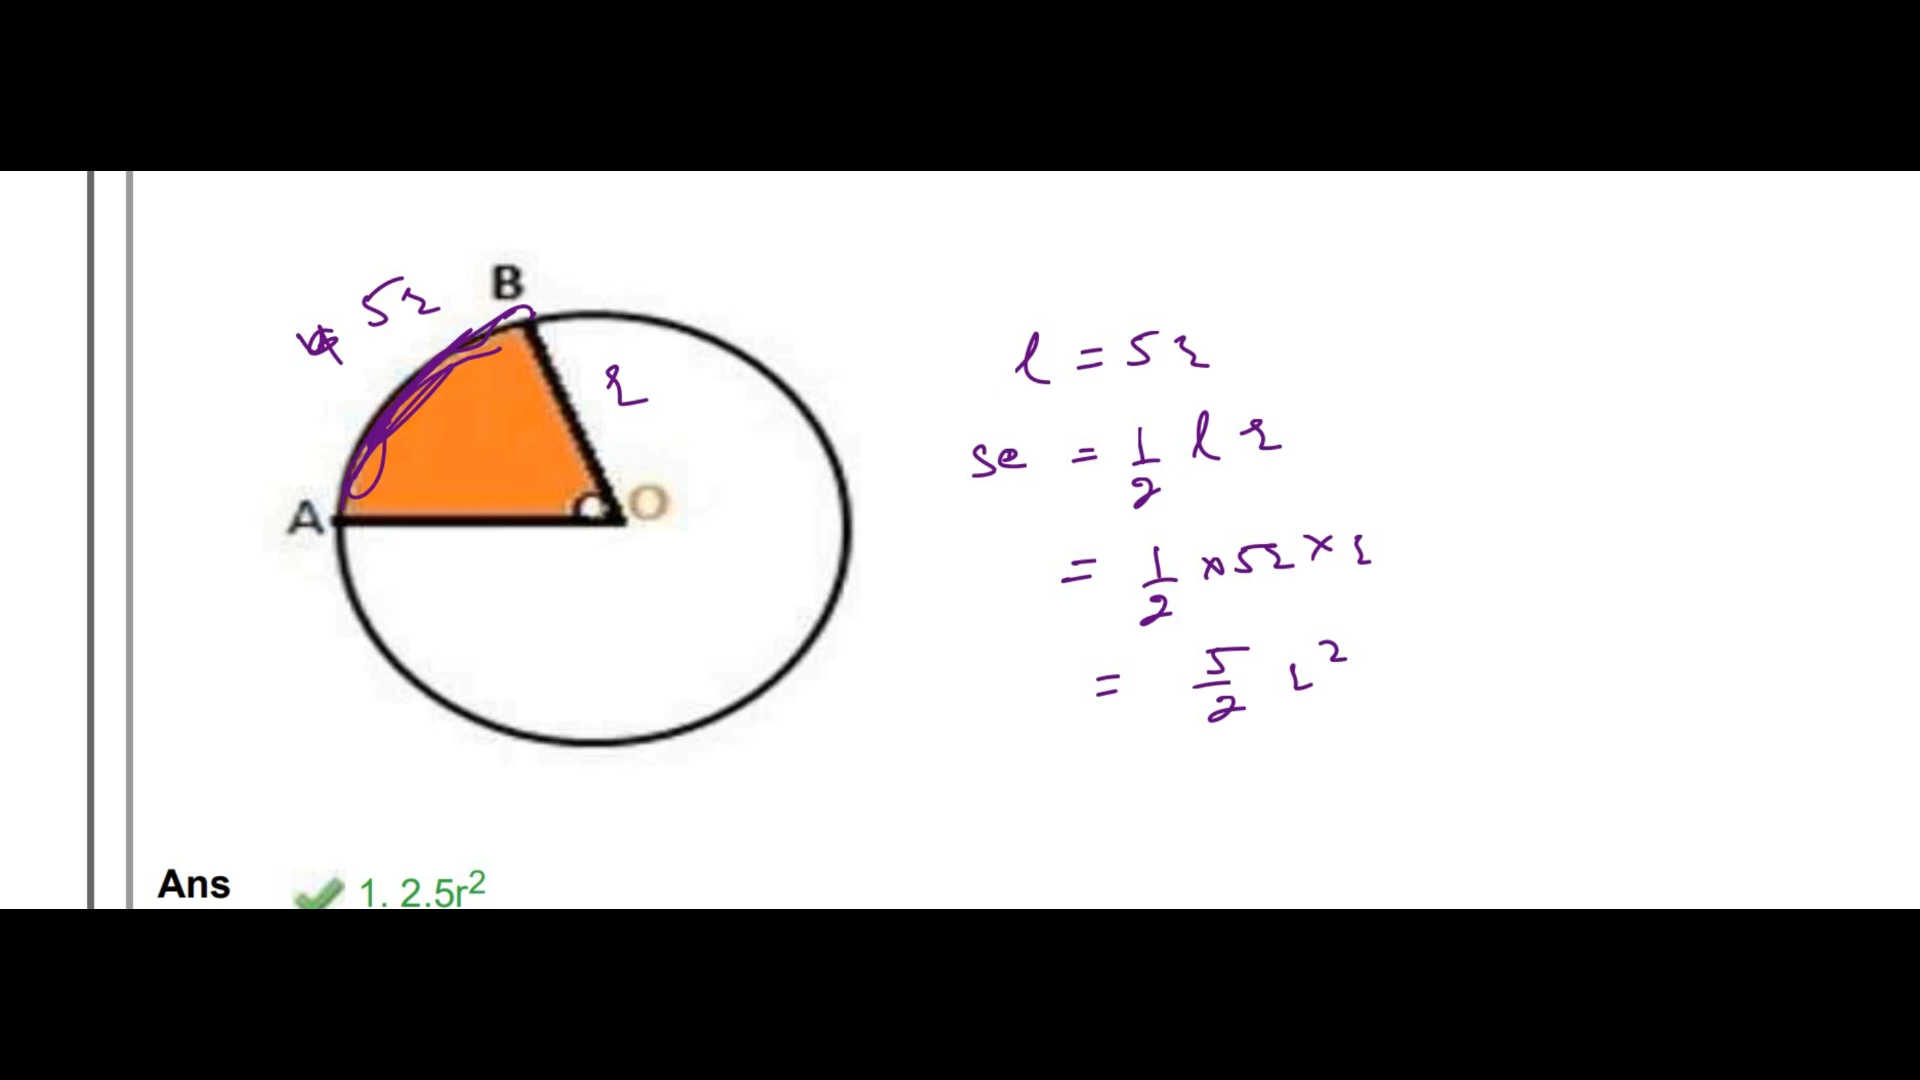 B
5r
r
A
O
l = 5r
se = 1/2 l r
= 1/2 × 5r × r
= 5/2 r²
Ans 1. 2.5r²